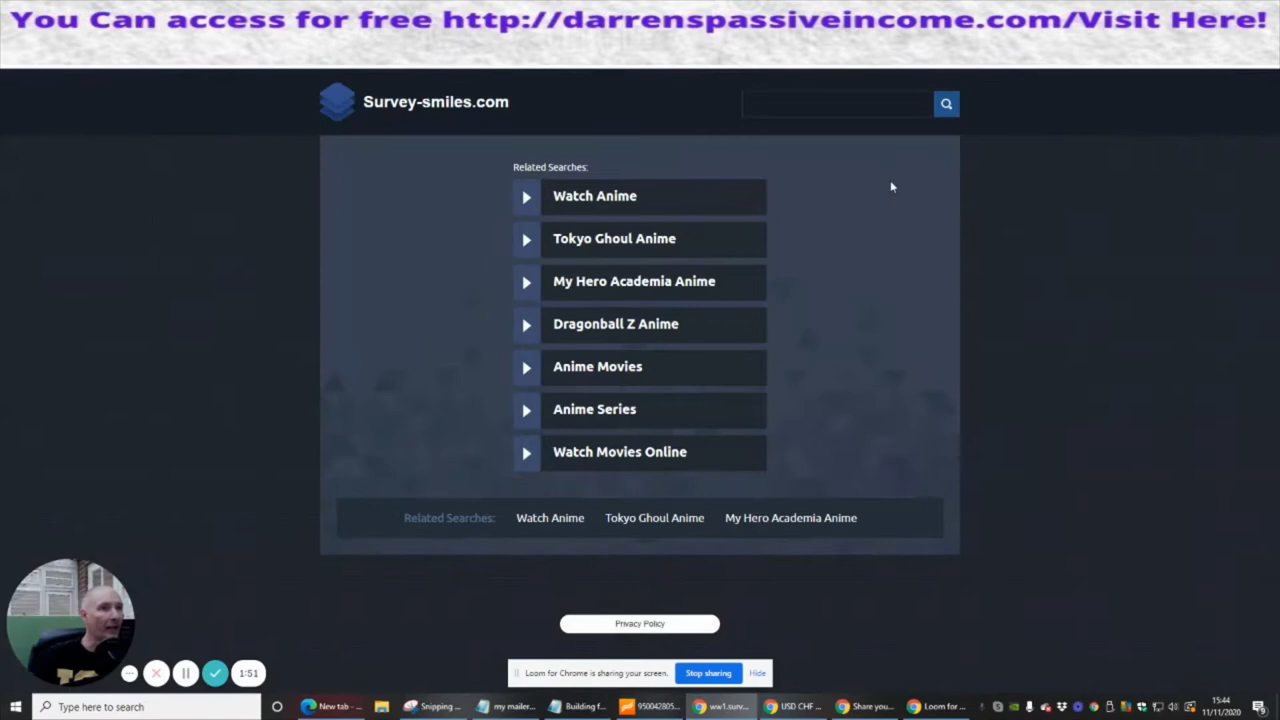 You Can access for free http://darrenspassiveincome.com/Visit Here!
Survey-smiles.com
Related Searches:
Watch Anime
Tokyo Ghoul Anime
My Hero Academia Anime
Dragonball Z Anime
Anime Movies
Anime Series
Watch Movies Online
Related Searches: Watch Anime Tokyo Ghoul Anime My Hero Academia Anime
Privacy Policy
1:51
Loom for Chrome is sharing your screen. Stop sharing Hide
Type here to search New tab - ... Snipping ... my mailer... Building f... 950042805... ww1.surv... USD CHF ... Share you... Loom for ... 15:44
11/11/2020